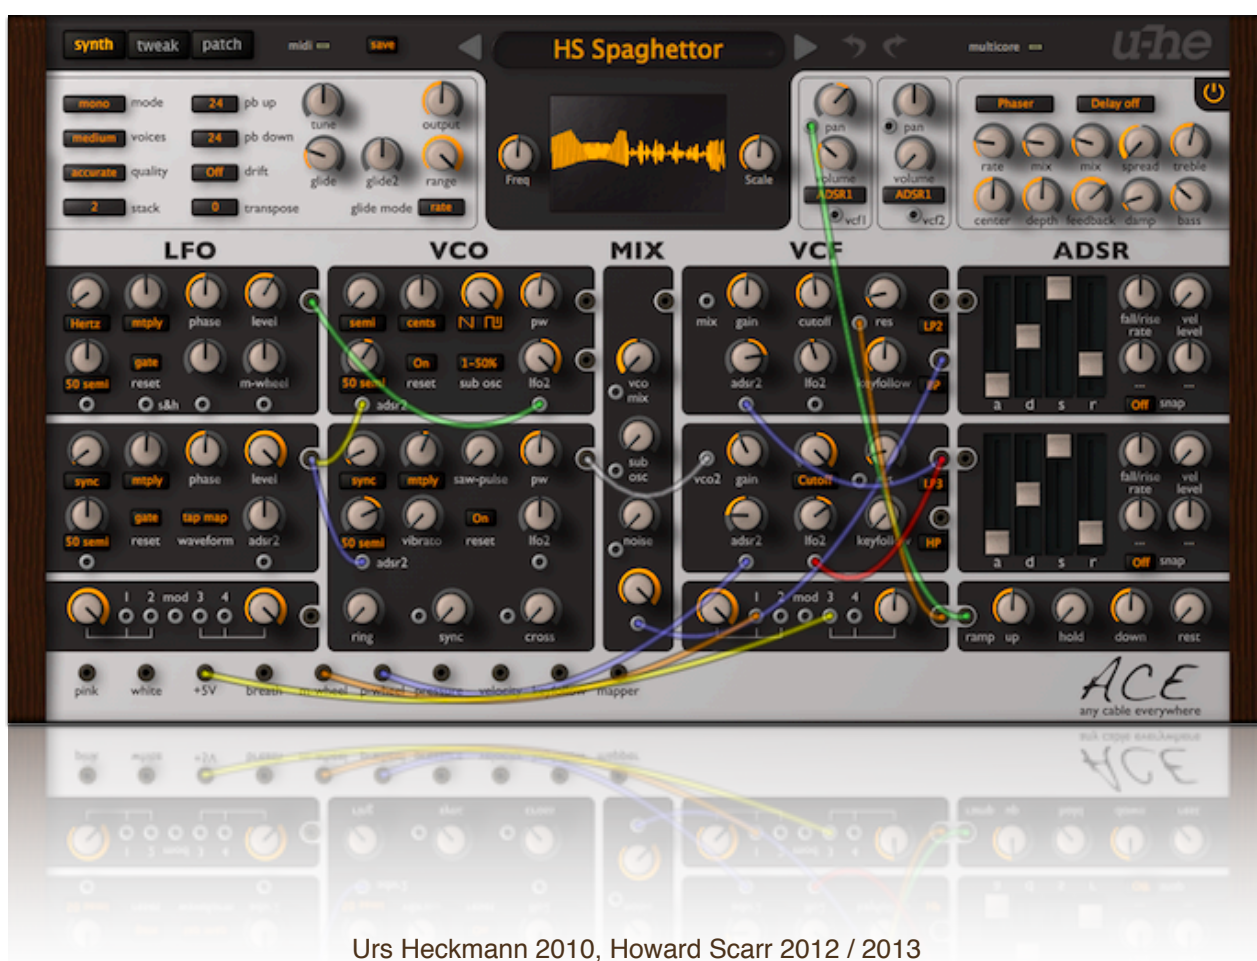 synth tweak patch midi save HS Spaghettor multicore u-he
mono mode 24 pb up tune output
medium voices 24 pb down
accurate quality Off drift glide glide2 range
2 stack 0 transpose glide mode rate
Freq Scale
pan pan
volume volume
ADSR1 ADSR1
vcf1 vcf2
Phaser Delay off
rate mix mix spread treble
center depth feedback damp bass
LFO VCO MIX VCF ADSR
Hertz mtply phase level
50 semi gate reset m-wheel
s&h
semi cents pw
50 semi On reset 1-50% sub osc lfo2
adsr2
sync mtply phase level
50 semi gate reset tap map waveform adsr2
sync mtply saw-pulse pw
50 semi vibrato On reset lfo2
adsr2
vco mix
sub osc
noise
mix gain cutoff res LP2
adsr2 lfo2 keyfollow
vco2 gain Cutoff LP3
adsr2 lfo2 keyfollow HP
fall/rise rate vel level
... ...
a d s r Off snap
fall/rise rate vel level
... ...
a d s r Off snap
1 2 mod 3 4
ring sync cross
1 2 mod 3 4
ramp up hold down rest
pink white +5V breath m-wheel p-wheel pressure velocity keyfollow mapper
ACE
any cable everywhere
Urs Heckmann 2010, Howard Scarr 2012 / 2013